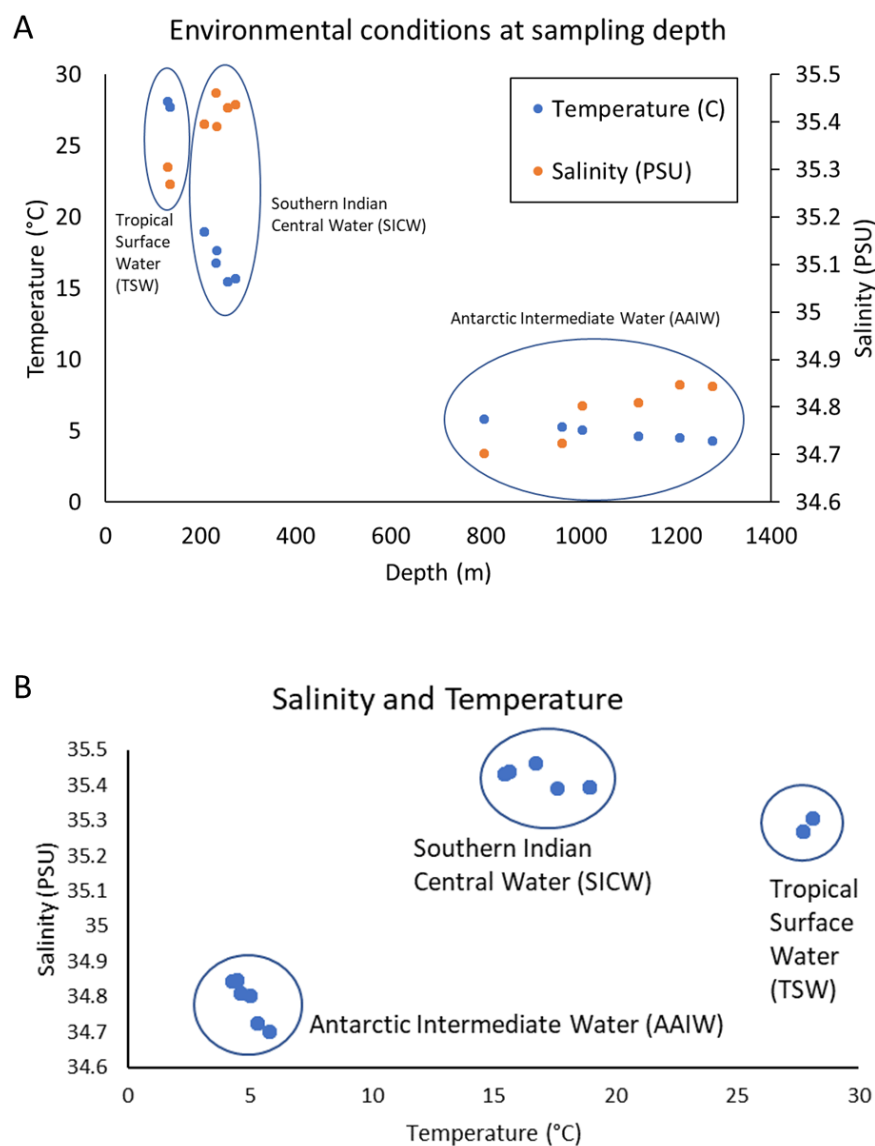 A
Environmental conditions at sampling depth
30
25
20
15
10
5
0
Temperature (°C)
35.5
35.4
35.3
35.2
35.1
35
34.9
34.8
34.7
34.6
Salinity (PSU)
Temperature (C)
Salinity (PSU)
Tropical
Surface
Water
(TSW)
Southern Indian
Central Water (SICW)
Antarctic Intermediate Water (AAIW)
0
200
400
600
800
1000
1200
1400
Depth (m)
B
Salinity and Temperature
35.5
35.4
35.3
35.2
35.1
35
34.9
34.8
34.7
34.6
Salinity (PSU)
Southern Indian
Central Water (SICW)
Tropical
Surface
Water
(TSW)
Antarctic Intermediate Water (AAIW)
0
5
10
15
20
25
30
Temperature (°C)